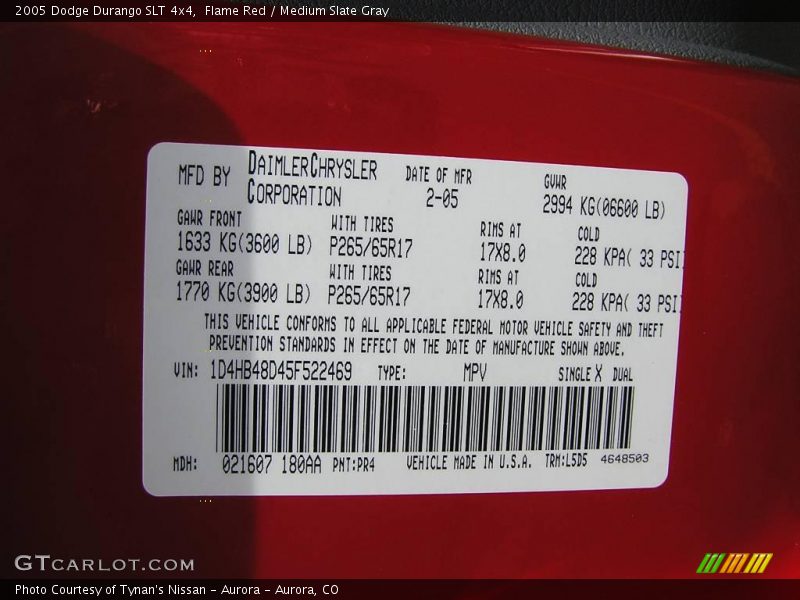 2005 Dodge Durango SLT 4x4,  Flame Red / Medium Slate Gray
MFD BY DAIMLERCHRYSLER CORPORATION DATE OF MFR 2-05 GVWR 2994 KG(06600 LB)
GAWR FRONT WITH TIRES RIMS AT COLD
1633 KG(3600 LB) P265/65R17 17X8.0 228 KPA( 33 PSI)
GAWR REAR WITH TIRES RIMS AT COLD
1770 KG(3900 LB) P265/65R17 17X8.0 228 KPA( 33 PSI)
THIS VEHICLE CONFORMS TO ALL APPLICABLE FEDERAL MOTOR VEHICLE SAFETY AND THEFT
PREVENTION STANDARDS IN EFFECT ON THE DATE OF MANUFACTURE SHOWN ABOVE.
VIN: 1D4HB48D45F522469 TYPE: MPV SINGLE X DUAL
MDH: 021607 180AA PNT:PR4 VEHICLE MADE IN U.S.A. TRM:L5D5 4648503
GTCARLOT.COM
Photo Courtesy of Tynan's Nissan - Aurora - Aurora, CO